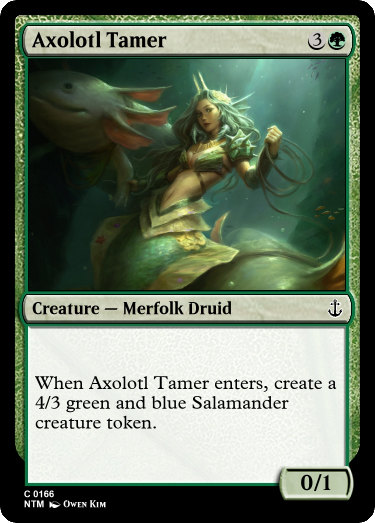 Axolotl Tamer 3
Creature — Merfolk Druid
When Axolotl Tamer enters, create a
4/3 green and blue Salamander
creature token.
0/1
C 0166
NTM Owen Kim